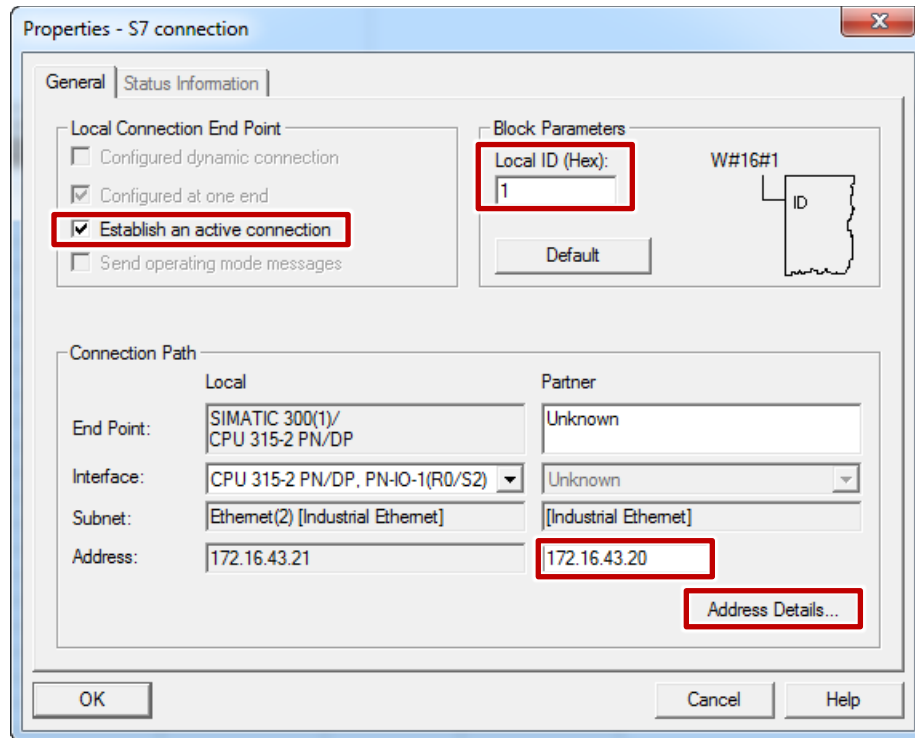 Properties - S7 connection
General
Status Information
Local Connection End Point
Configured dynamic connection
Configured at one end
Establish an active connection
Send operating mode messages
Block Parameters
Local ID (Hex):
1
W#16#1
ID
Default
Connection Path
Local
Partner
End Point:
SIMATIC 300(1)/
CPU 315-2 PN/DP
Unknown
Interface:
CPU 315-2 PN/DP, PN-IO-1(R0/S2)
Unknown
Subnet:
Ethernet(2) [Industrial Ethernet]
[Industrial Ethernet]
Address:
172.16.43.21
172.16.43.20
Address Details...
OK
Cancel
Help